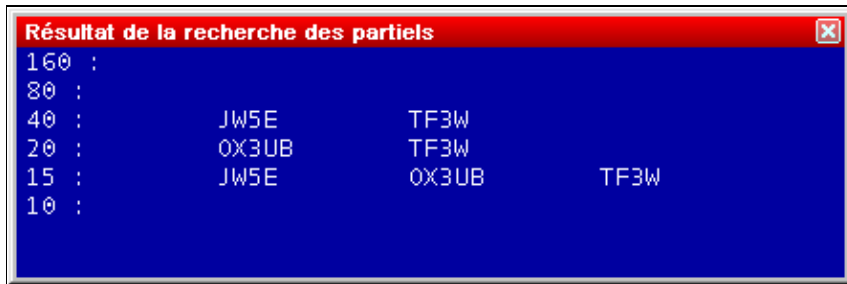 Résultat de la recherche des partiels
160 :
80 :
40 : JW5E TF3W
20 : OX3UB TF3W
15 : JW5E OX3UB TF3W
10 :